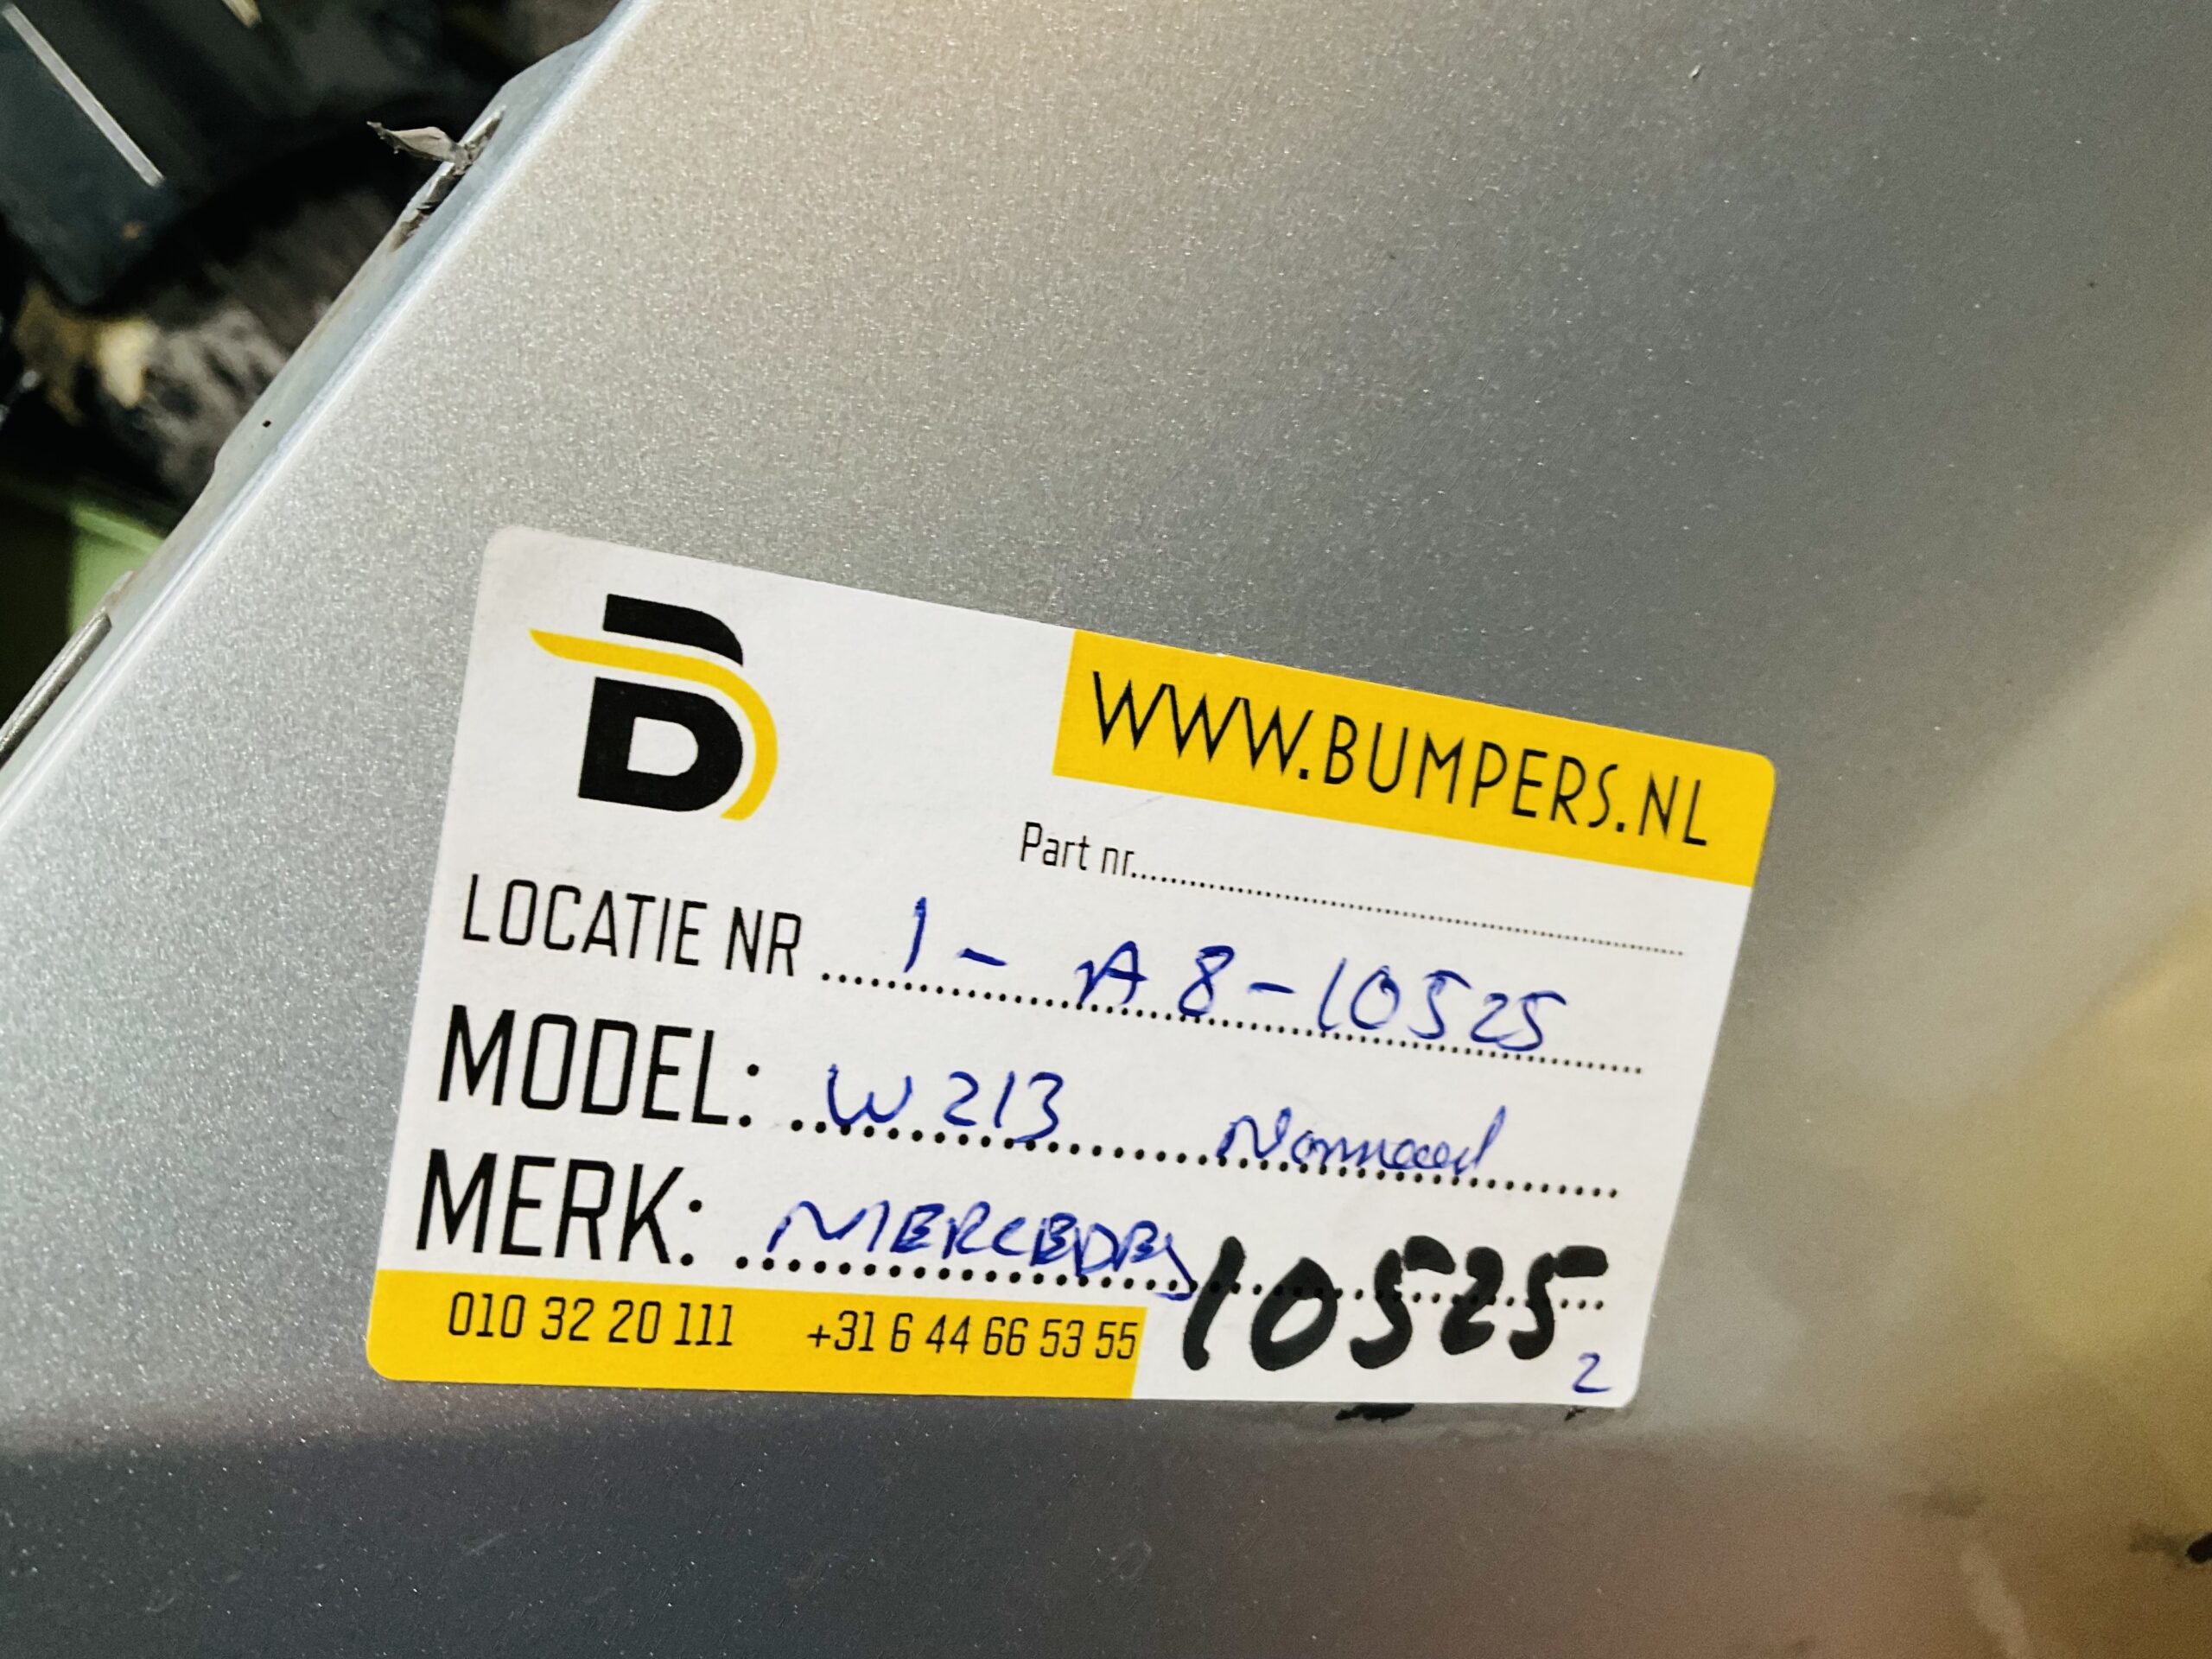 B
WWW.BUMPERS.NL
Part nr.....
LOCATIE NR ..... 1 - A8-10525
MODEL: ..... W213
MERK: ..... MERCEDES
10525
010 32 20 111 +31 6 44 66 53 55
2